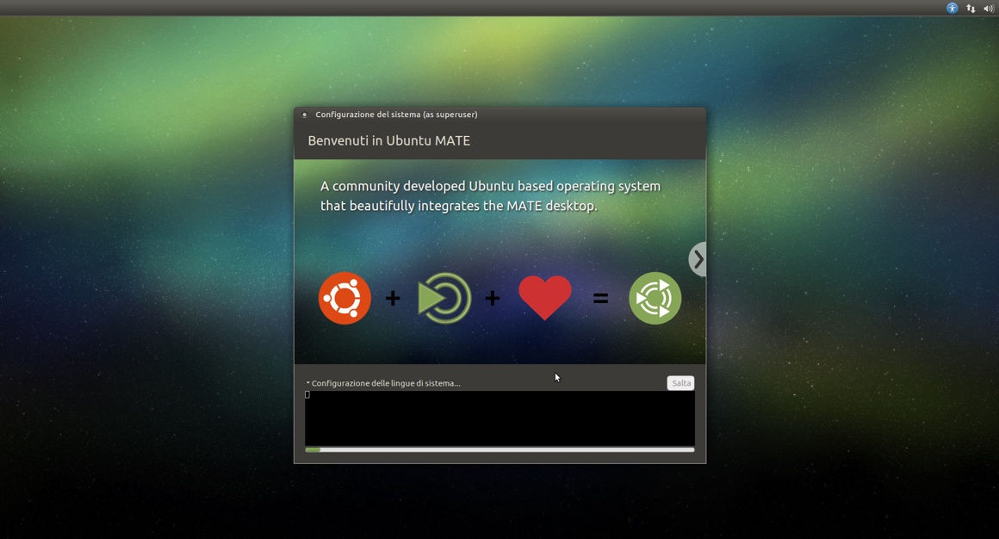 Configurazione del sistema (as superuser)
Benvenuti in Ubuntu MATE
A community developed Ubuntu based operating system
that beautifully integrates the MATE desktop.
+ + =
Configurazione delle lingue di sistema...
Salta